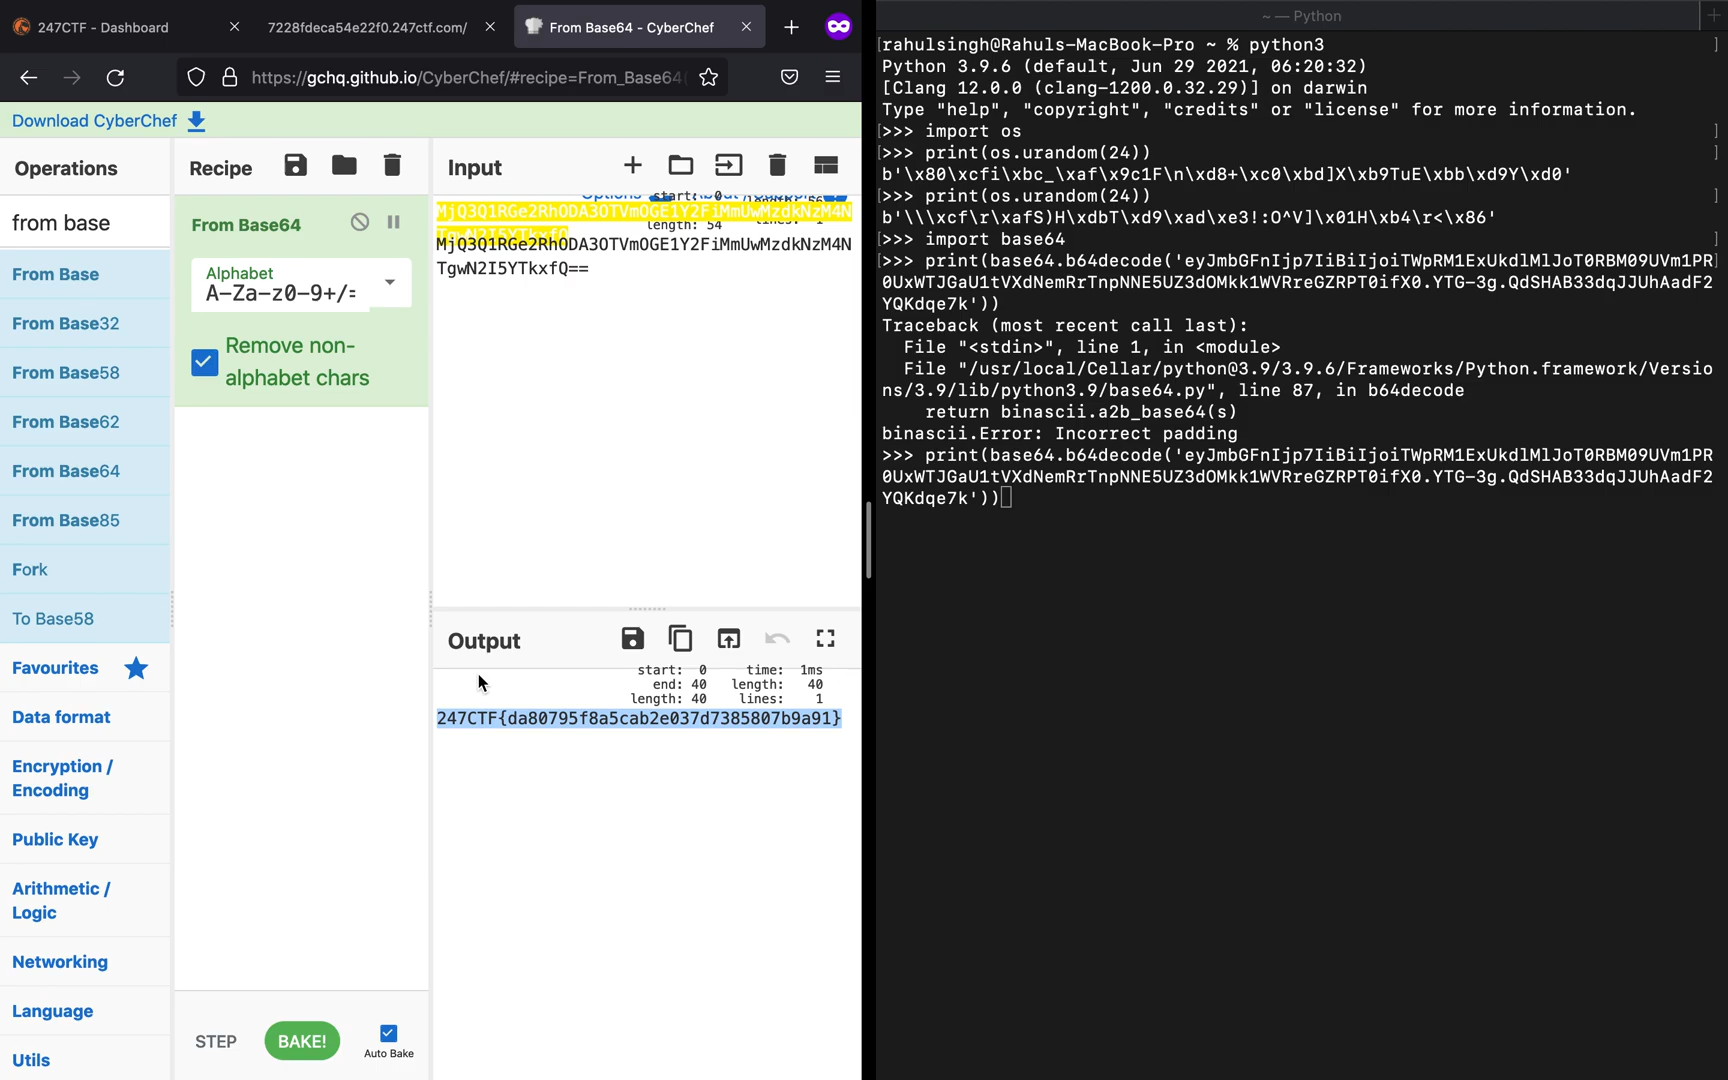 247CTF - Dashboard
7228fdeca54e22f0.247ctf.com/
From Base64 - CyberChef
https://gchq.github.io/CyberChef/#recipe=From_Base64
Download CyberChef
Operations
from base
From Base
From Base32
From Base58
From Base62
From Base64
From Base85
Fork
To Base58
Favourites
Data format
Encryption /
Encoding
Public Key
Arithmetic /
Logic
Networking
Language
Utils
Recipe
From Base64
Alphabet
A-Za-z0-9+/=
Remove non-
alphabet chars
STEP
BAKE!
Auto Bake
Input
start: 0
length: 54
MjQ3Q1RGe2RhODA3OTVmOGE1Y2FiMmUwMzdkNzM4N
TgwN2I5YTkxfQ
MjQ3Q1RGe2RhODA3OTVmOGE1Y2FiMmUwMzdkNzM4N
TgwN2I5YTkxfQ==
Output
start: 0 time: 1ms
end: 40 length: 40
length: 40 lines: 1
247CTF{da80795f8a5cab2e037d7385807b9a91}
~ — Python
[rahulsingh@Rahuls-MacBook-Pro ~ % python3 ]
Python 3.9.6 (default, Jun 29 2021, 06:20:32)
[Clang 12.0.0 (clang-1200.0.32.29)] on darwin
Type "help", "copyright", "credits" or "license" for more information.
[>>> import os ]
[>>> print(os.urandom(24)) ]
b'\x80\xcfi\xbc_\xaf\x9c1F\n\xd8+\xc0\xbd]X\xb9TuE\xbb\xd9Y\xd0'
[>>> print(os.urandom(24)) ]
b'\\\xcf\r\xafS)H\xdbT\xd9\xad\xe3!:O^V]\x01H\xb4\r<\x86'
[>>> import base64 ]
[>>> print(base64.b64decode('eyJmbGFnIjp7IiBiIjoiTWpRM1ExUkdlMlJoT0RBM09UVm1PR]
0UxWTJGaU1tVXdNemRrTnpNNE5UZ3dOMkk1WVRreGZRPT0ifX0.YTG-3g.QdSHAB33dqJJUhAadF2
YQKdqe7k'))
Traceback (most recent call last):
File "<stdin>", line 1, in <module>
File "/usr/local/Cellar/python@3.9/3.9.6/Frameworks/Python.framework/Versio
ns/3.9/lib/python3.9/base64.py", line 87, in b64decode
return binascii.a2b_base64(s)
binascii.Error: Incorrect padding
>>> print(base64.b64decode('eyJmbGFnIjp7IiBiIjoiTWpRM1ExUkdlMlJoT0RBM09UVm1PR
0UxWTJGaU1tVXdNemRrTnpNNE5UZ3dOMkk1WVRreGZRPT0ifX0.YTG-3g.QdSHAB33dqJJUhAadF2
YQKdqe7k'))